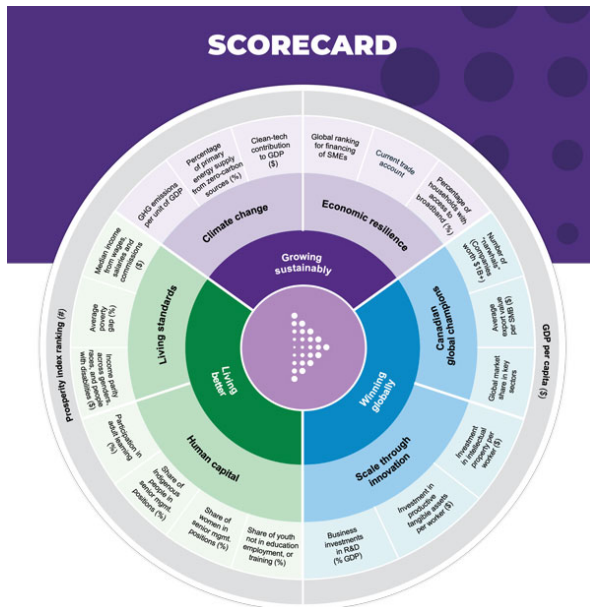 SCORECARD
Prosperity index ranking (#)
GDP per capita ($)
Growing
sustainably
Climate change
GHG emissions
per unit of GDP
Percentage
of primary
energy supply
from zero-carbon
sources (%)
Clean-tech
contribution
to GDP
($)
Economic resilience
Global ranking
for financing
of SMEs
Current trade
account
Percentage of
households with
access to
broadband (%)
Winning
globally
Canadian
global champions
Number of
"narwhals"
(Companies
worth $1B+)
Average
export value
per SMB
($)
Global market
share in key
sectors
Scale through
innovation
Investment
in intellectual
property per
worker ($)
Investment in
productive
tangible assets
per worker ($)
Business
investments
in R&D
(% GDP)
Living
better
Human capital
Share of youth
not in education
employment, or
training (%)
Share of
women in
senior mgmt.
positions (%)
Share of
Indigenous
people in
senior mgmt.
positions (%)
Participation in
adult learning
(%)
Living standards
Income parity
across genders,
races, and people
with disabilities ($)
Average
poverty
gap (%)
Median income
from wages,
salaries and
commissions
($)